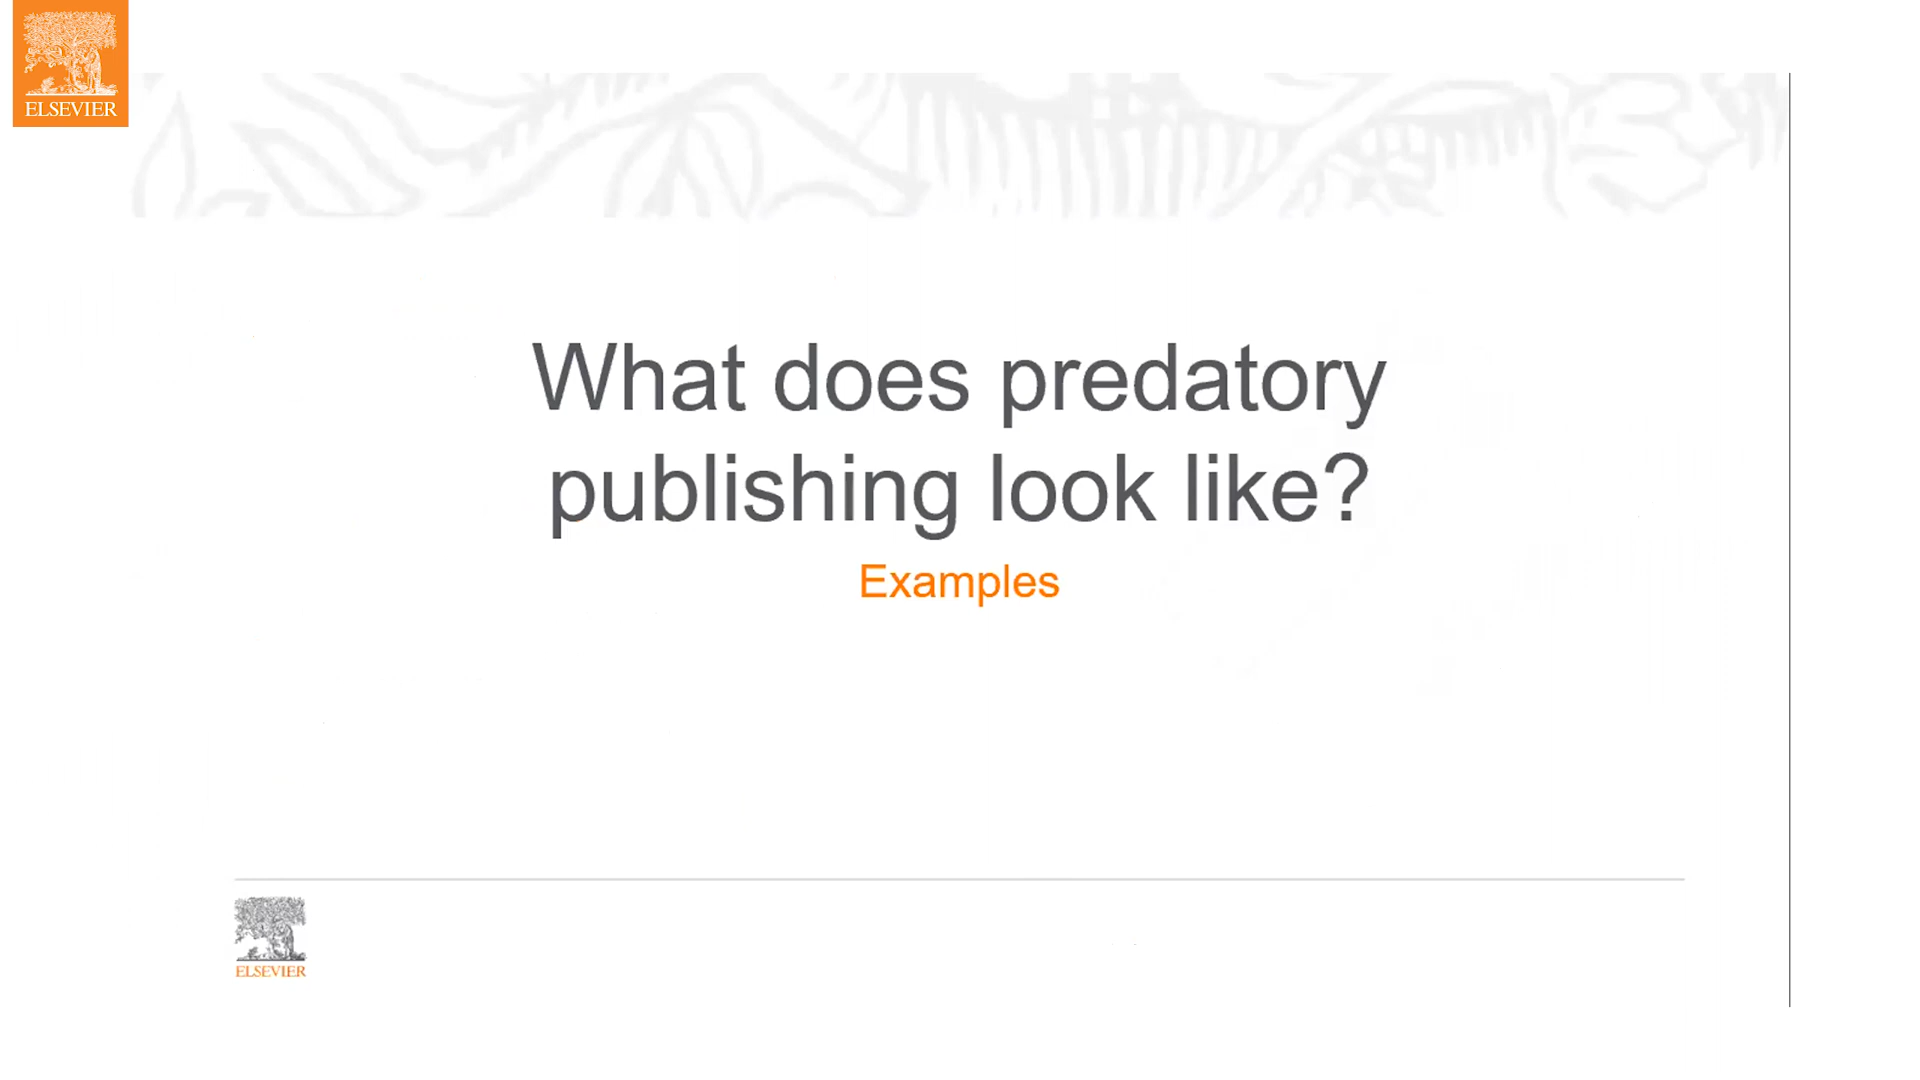 ELSEVIER
What does predatory
publishing look like?
Examples
ELSEVIER